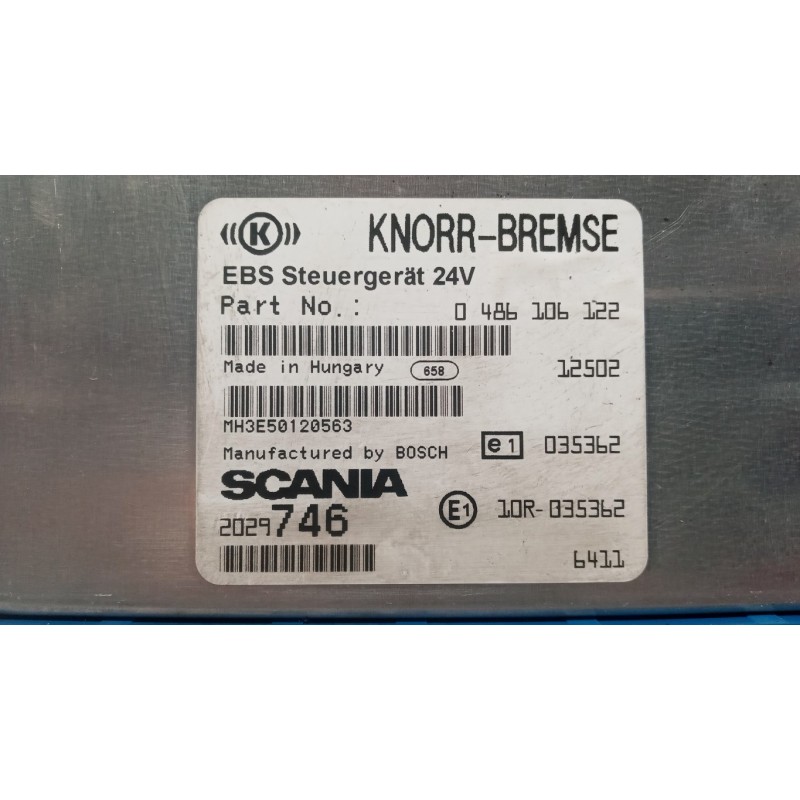 K KNORR-BREMSE
EBS Steuergerät 24V
Part No.: 0 486 106 122
Made in Hungary 658 12502
MH3E50120563
Manufactured by BOSCH e1 035362
SCANIA
2029746 E1 10R-035362
6411